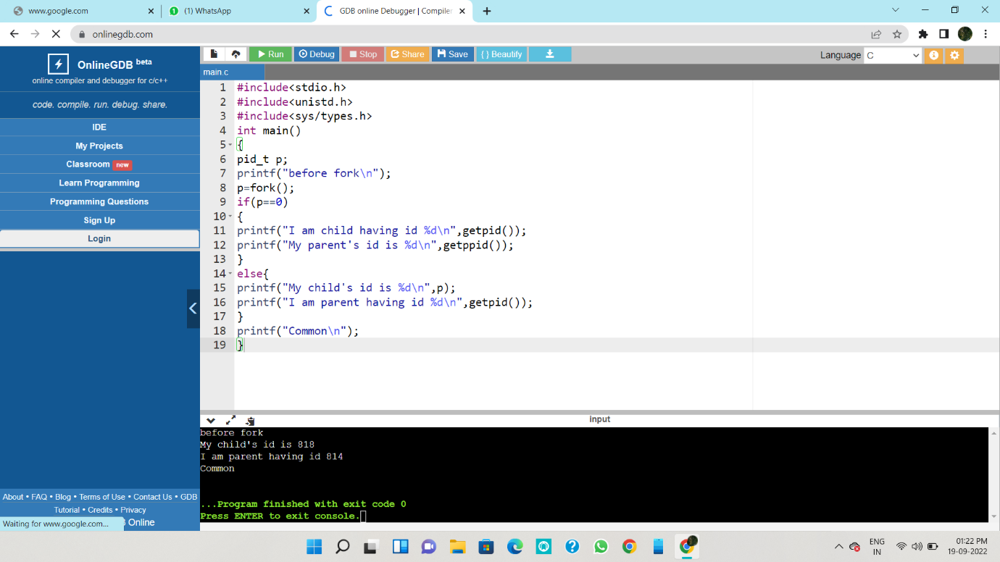 www.google.com
(1) WhatsApp
GDB online Debugger | Compiler
onlinegdb.com
OnlineGDB beta
online compiler and debugger for c/c++
code. compile. run. debug. share.
IDE
My Projects
Classroom new
Learn Programming
Programming Questions
Sign Up
Login
Run Debug Stop Share Save { } Beautify
Language C
main.c
1 #include<stdio.h>
2 #include<unistd.h>
3 #include<sys/types.h>
4 int main()
5 {
6 pid_t p;
7 printf("before fork\n");
8 p=fork();
9 if(p==0)
10 {
11 printf("I am child having id %d\n",getpid());
12 printf("My parent's id is %d\n",getppid());
13 }
14 else{
15 printf("My child's id is %d\n",p);
16 printf("I am parent having id %d\n",getpid());
17 }
18 printf("Common\n");
19 }
input
before fork
My child's id is 818
I am parent having id 814
Common
...Program finished with exit code 0
Press ENTER to exit console.
About • FAQ • Blog • Terms of Use • Contact Us • GDB
Tutorial • Credits • Privacy
Waiting for www.google.com... Online
ENG
IN
01:22 PM
19-09-2022